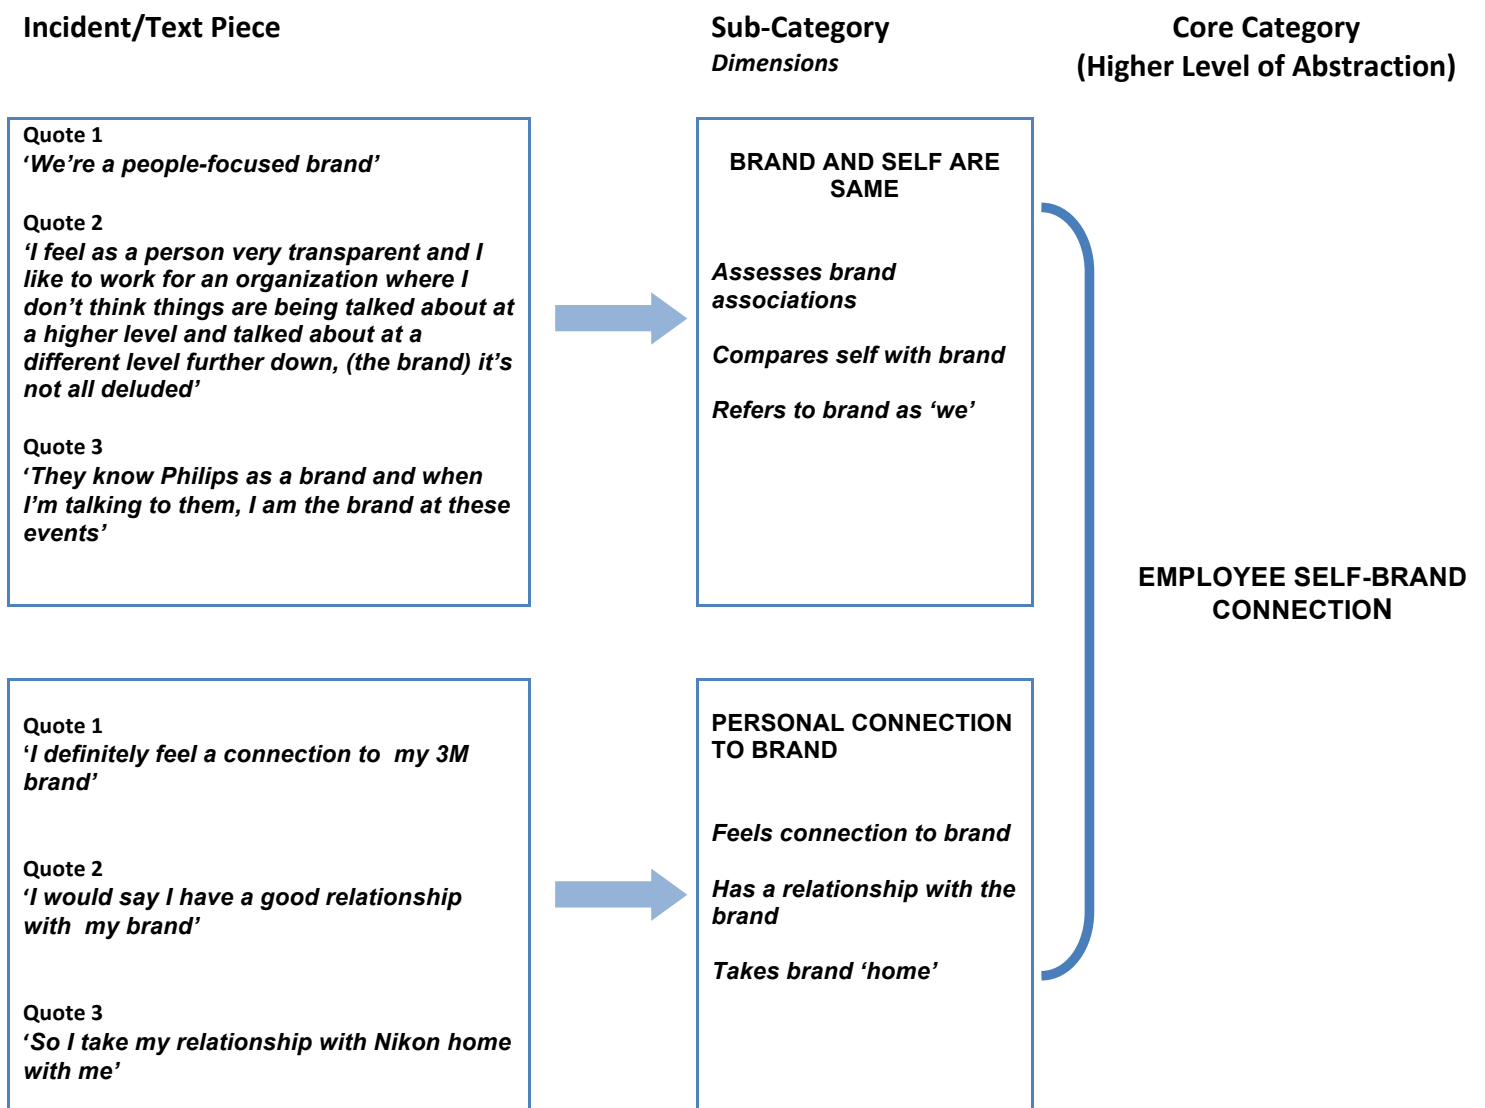 Incident/Text Piece
Sub-Category
Dimensions
Core Category
(Higher Level of Abstraction)
Quote 1
‘We’re a people-focused brand’
Quote 2
‘I feel as a person very transparent and I
like to work for an organization where I
don’t think things are being talked about at
a higher level and talked about at a
different level further down, (the brand) it’s
not all deluded’
Quote 3
‘They know Philips as a brand and when
I’m talking to them, I am the brand at these
events’
BRAND AND SELF ARE
SAME
Assesses brand
associations
Compares self with brand
Refers to brand as ‘we’
Quote 1
‘I definitely feel a connection to  my 3M
brand’
Quote 2
‘I would say I have a good relationship
with  my brand’
Quote 3
‘So I take my relationship with Nikon home
with me’
PERSONAL CONNECTION
TO BRAND
Feels connection to brand
Has a relationship with the
brand
Takes brand ‘home’
EMPLOYEE SELF-BRAND
CONNECTION